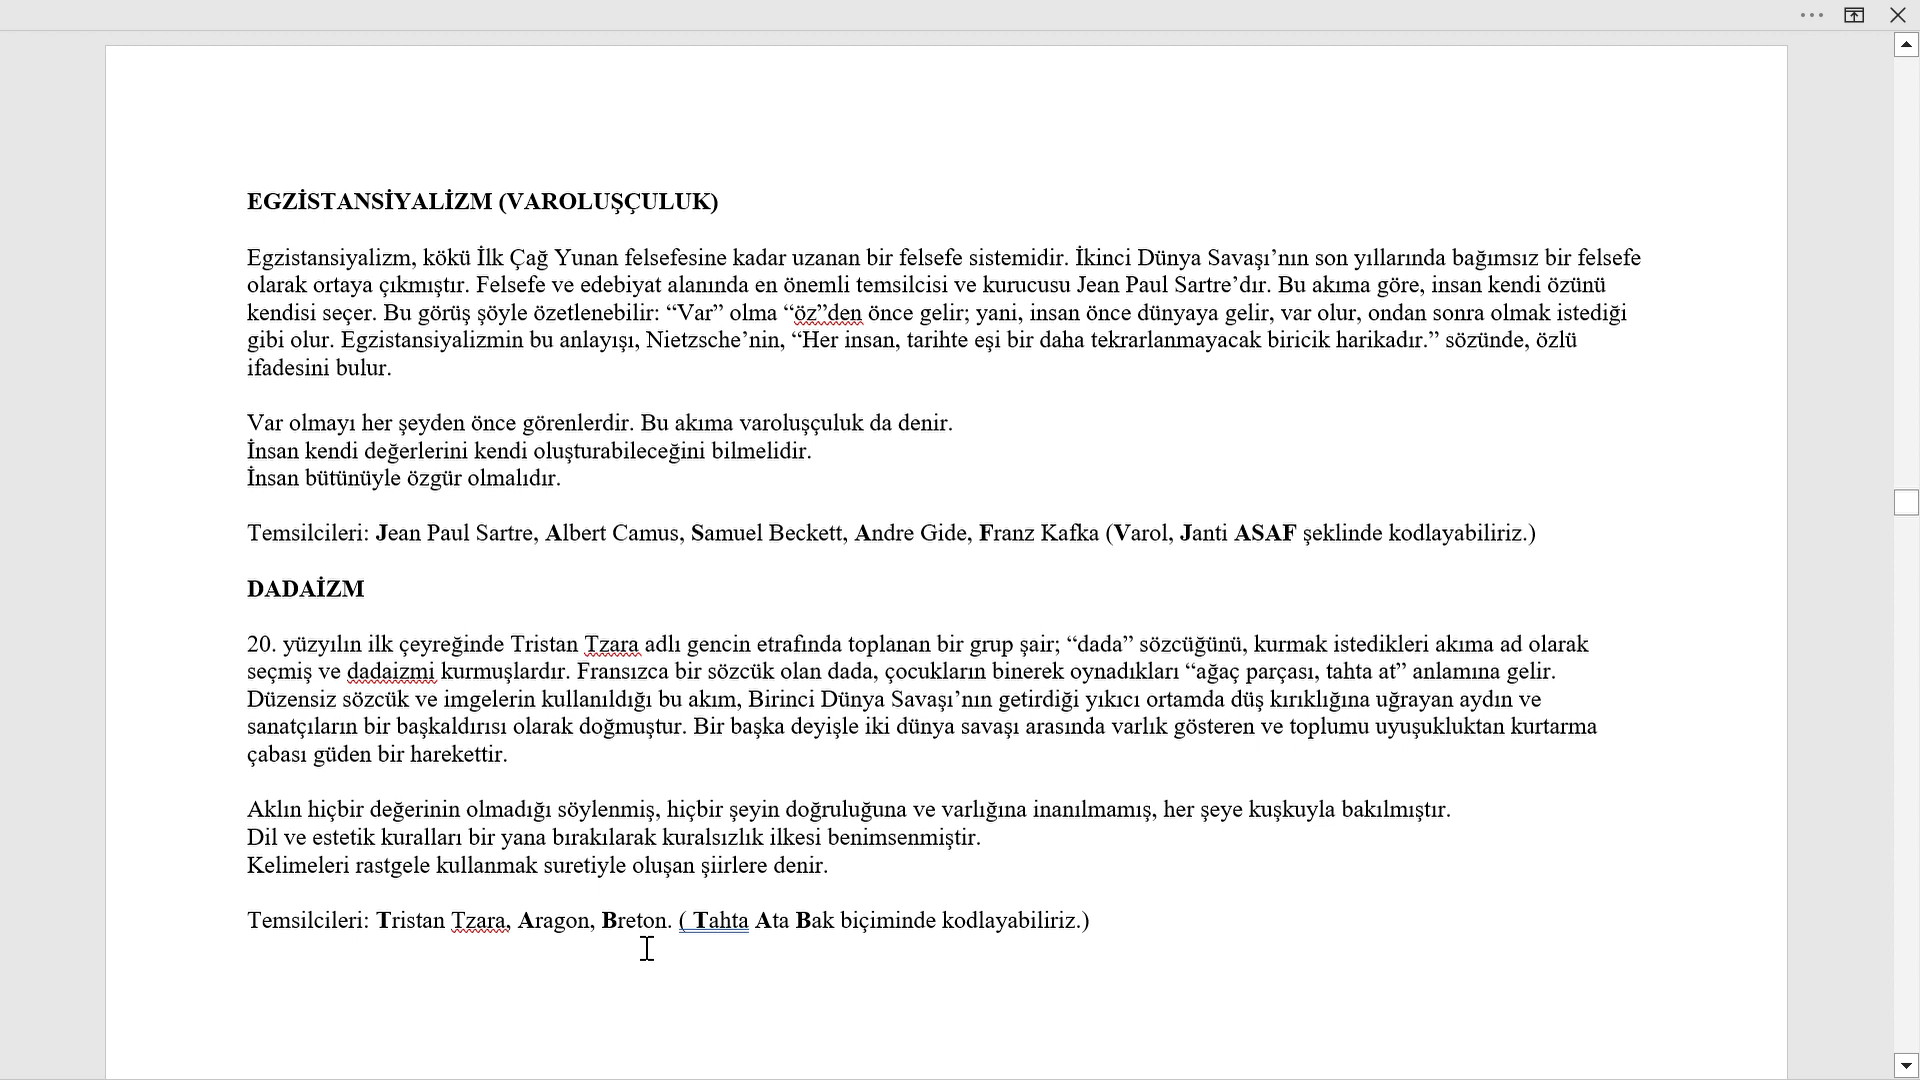 EGZİSTANSİYALİZM (VAROLUŞÇULUK)
Egzistansiyalizm, kökü İlk Çağ Yunan felsefesine kadar uzanan bir felsefe sistemidir. İkinci Dünya Savaşı’nın son yıllarında bağımsız bir felsefe
olarak ortaya çıkmıştır. Felsefe ve edebiyat alanında en önemli temsilcisi ve kurucusu Jean Paul Sartre’dır. Bu akıma göre, insan kendi özünü
kendisi seçer. Bu görüş şöyle özetlenebilir: “Var” olma “öz”den önce gelir; yani, insan önce dünyaya gelir, var olur, ondan sonra olmak istediği
gibi olur. Egzistansiyalizmin bu anlayışı, Nietzsche’nin, “Her insan, tarihte eşi bir daha tekrarlanmayacak biricik harikadır.” sözünde, özlü
ifadesini bulur.
Var olmayı her şeyden önce görenlerdir. Bu akıma varoluşçuluk da denir.
İnsan kendi değerlerini kendi oluşturabileceğini bilmelidir.
İnsan bütünüyle özgür olmalıdır.
Temsilcileri: Jean Paul Sartre, Albert Camus, Samuel Beckett, Andre Gide, Franz Kafka (Varol, Janti ASAF şeklinde kodlayabiliriz.)
DADAİZM
20. yüzyılın ilk çeyreğinde Tristan Tzara adlı gencin etrafında toplanan bir grup şair; “dada” sözcüğünü, kurmak istedikleri akıma ad olarak
seçmiş ve dadaizmi kurmuşlardır. Fransızca bir sözcük olan dada, çocukların binerek oynadıkları “ağaç parçası, tahta at” anlamına gelir.
Düzensiz sözcük ve imgelerin kullanıldığı bu akım, Birinci Dünya Savaşı’nın getirdiği yıkıcı ortamda düş kırıklığına uğrayan aydın ve
sanatçıların bir başkaldırısı olarak doğmuştur. Bir başka deyişle iki dünya savaşı arasında varlık gösteren ve toplumu uyuşukluktan kurtarma
çabası güden bir harekettir.
Aklın hiçbir değerinin olmadığı söylenmiş, hiçbir şeyin doğruluğuna ve varlığına inanılmamış, her şeye kuşkuyla bakılmıştır.
Dil ve estetik kuralları bir yana bırakılarak kuralsızlık ilkesi benimsenmiştir.
Kelimeleri rastgele kullanmak suretiyle oluşan şiirlere denir.
Temsilcileri: Tristan Tzara, Aragon, Breton. ( Tahta Ata Bak biçiminde kodlayabiliriz.)